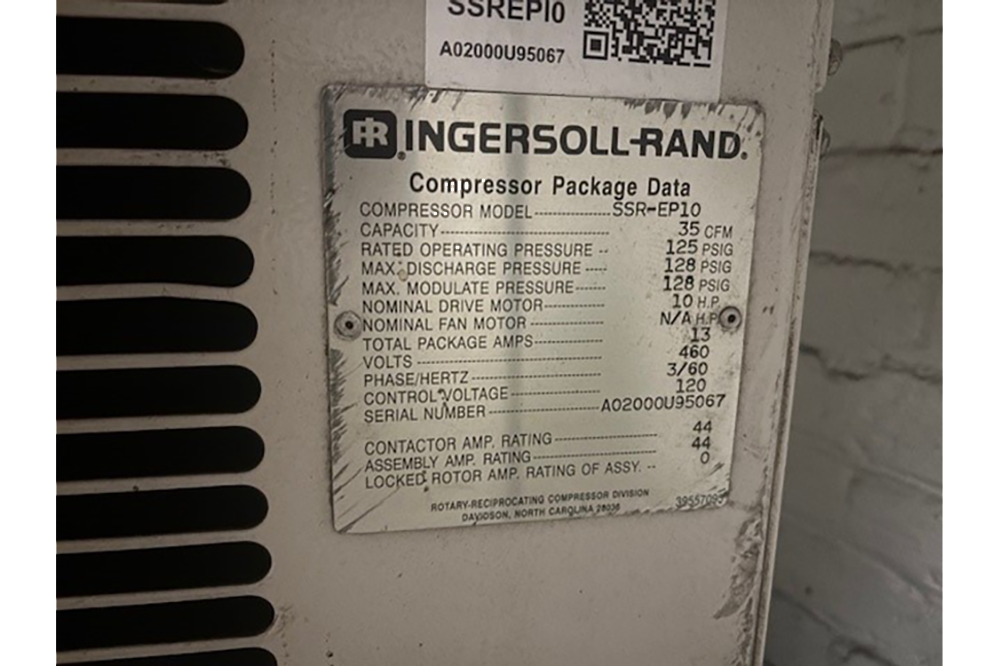 SSREPI0
A02000U95067
IR INGERSOLL-RAND®
Compressor Package Data
COMPRESSOR MODEL SSR-EP10
CAPACITY 35 CFM
RATED OPERATING PRESSURE 125 PSIG
MAX. DISCHARGE PRESSURE 128 PSIG
MAX. MODULATE PRESSURE 128 PSIG
NOMINAL DRIVE MOTOR 10 H.P.
NOMINAL FAN MOTOR N/A H.P.
TOTAL PACKAGE AMPS 13
VOLTS 460
PHASE/HERTZ 3/60
CONTROL VOLTAGE 120
SERIAL NUMBER A02000U95067
CONTACTOR AMP. RATING 44
ASSEMBLY AMP. RATING 44
LOCKED ROTOR AMP. RATING OF ASSY. 0
ROTARY-RECIPROCATING COMPRESSOR DIVISION
DAVIDSON, NORTH CAROLINA 28036